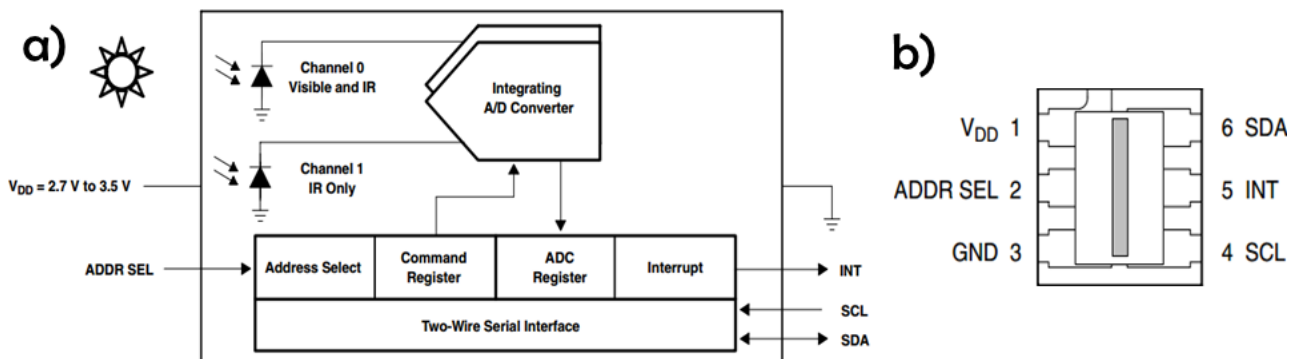 a)
Channel 0
Visible and IR
Integrating
A/D Converter
Channel 1
IR Only
V_DD = 2.7 V to 3.5 V
ADDR SEL
Address Select
Command
Register
ADC
Register
Interrupt
INT
Two-Wire Serial Interface
SCL
SDA
b)
V_DD 1
6 SDA
ADDR SEL 2
5 INT
GND 3
4 SCL